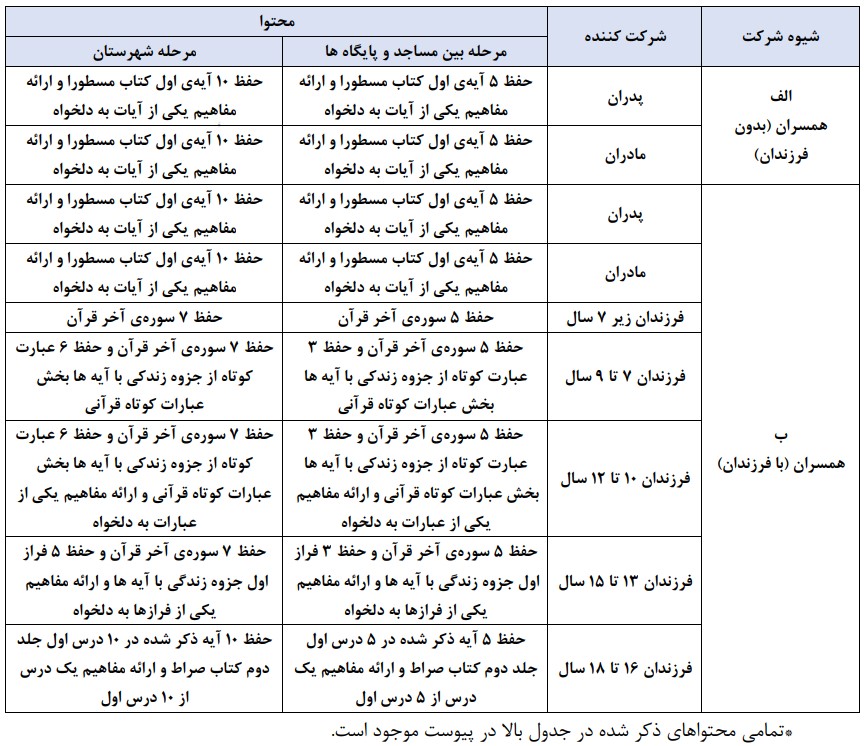 شیوه شرکت
شرکت کننده
محتوا
مرحله بین مساجد و پایگاه ها
مرحله شهرستان
الف
همسران (بدون
فرزندان)
پدران
حفظ ۵ آیه‌ی اول کتاب مسطورا و ارائه
مفاهیم یکی از آیات به دلخواه
حفظ ۱۰ آیه‌ی اول کتاب مسطورا و ارائه
مفاهیم یکی از آیات به دلخواه
مادران
حفظ ۵ آیه‌ی اول کتاب مسطورا و ارائه
مفاهیم یکی از آیات به دلخواه
حفظ ۱۰ آیه‌ی اول کتاب مسطورا و ارائه
مفاهیم یکی از آیات به دلخواه
ب
همسران (با فرزندان)
پدران
حفظ ۵ آیه‌ی اول کتاب مسطورا و ارائه
مفاهیم یکی از آیات به دلخواه
حفظ ۱۰ آیه‌ی اول کتاب مسطورا و ارائه
مفاهیم یکی از آیات به دلخواه
مادران
حفظ ۵ آیه‌ی اول کتاب مسطورا و ارائه
مفاهیم یکی از آیات به دلخواه
حفظ ۱۰ آیه‌ی اول کتاب مسطورا و ارائه
مفاهیم یکی از آیات به دلخواه
فرزندان زیر ۷ سال
حفظ ۵ سوره‌ی آخر قرآن
حفظ ۷ سوره‌ی آخر قرآن
فرزندان ۷ تا ۹ سال
حفظ ۵ سوره‌ی آخر قرآن و حفظ ۳
عبارت کوتاه از جزوه زندکی با آیه ها
بخش عبارات کوتاه قرآنی
حفظ ۷ سوره‌ی آخر قرآن و حفظ ۶ عبارت
کوتاه از جزوه زندکی با آیه ها بخش
عبارات کوتاه قرآنی
فرزندان ۱۰ تا ۱۲ سال
حفظ ۵ سوره‌ی آخر قرآن و حفظ ۳
عبارت کوتاه از جزوه زندکی با آیه ها
بخش عبارات کوتاه قرآنی و ارائه مفاهیم
یکی از عبارات به دلخواه
حفظ ۷ سوره‌ی آخر قرآن و حفظ ۶ عبارت
کوتاه از جزوه زندکی با آیه ها بخش
عبارات کوتاه قرآنی و ارائه مفاهیم یکی از
عبارات به دلخواه
فرزندان ۱۳ تا ۱۵ سال
حفظ ۵ سوره‌ی آخر قرآن و حفظ ۳ فراز
اول جزوه زندگی با آیه ها و ارائه مفاهیم
یکی از فرازها به دلخواه
حفظ ۷ سوره‌ی آخر قرآن و حفظ ۵ فراز
اول جزوه زندگی با آیه ها و ارائه مفاهیم
یکی از فرازها به دلخواه
فرزندان ۱۶ تا ۱۸ سال
حفظ ۵ آیه ذکر شده در ۵ درس اول
جلد دوم کتاب صراط و ارائه مفاهیم یک
درس از ۵ درس اول
حفظ ۱۰ آیه ذکر شده در ۱۰ درس اول جلد
دوم کتاب صراط و ارائه مفاهیم یک درس
از ۱۰ درس اول
*تمامی محتواهای ذکر شده در جدول بالا در پیوست موجود است.